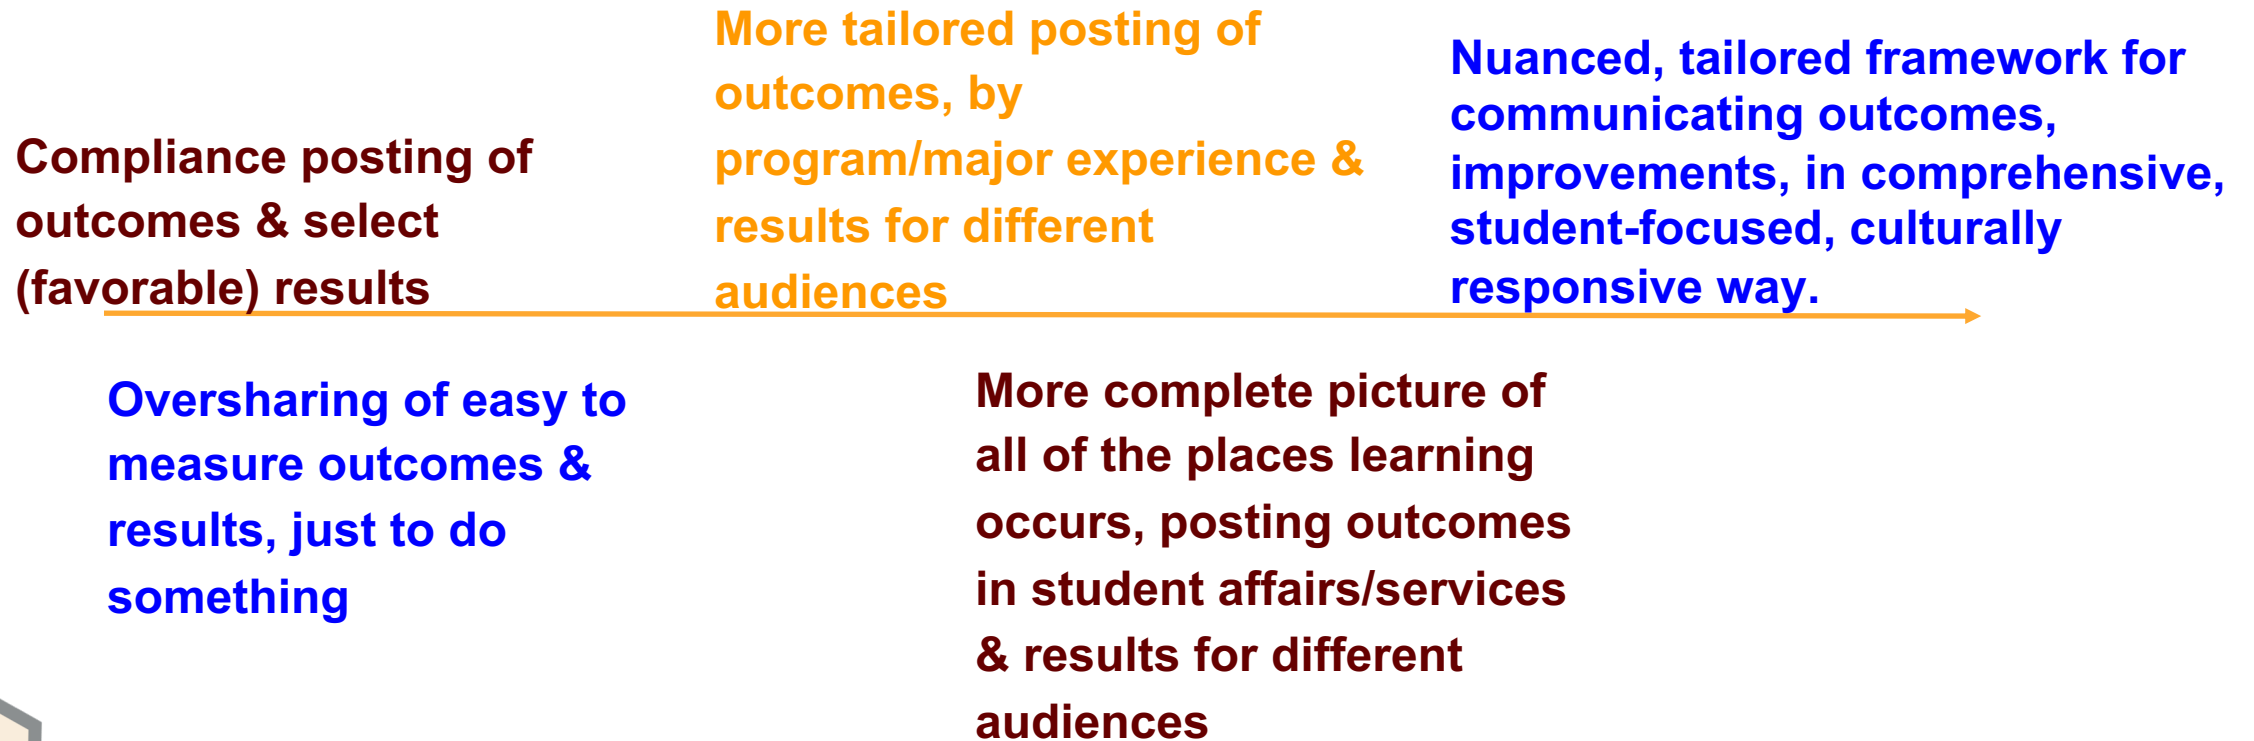 Compliance posting of
outcomes & select
(favorable) results
Oversharing of easy to
measure outcomes &
results, just to do
something
More tailored posting of
outcomes, by
program/major experience &
results for different
audiences
More complete picture of
all of the places learning
occurs, posting outcomes
in student affairs/services
& results for different
audiences
Nuanced, tailored framework for
communicating outcomes,
improvements, in comprehensive,
student-focused, culturally
responsive way.